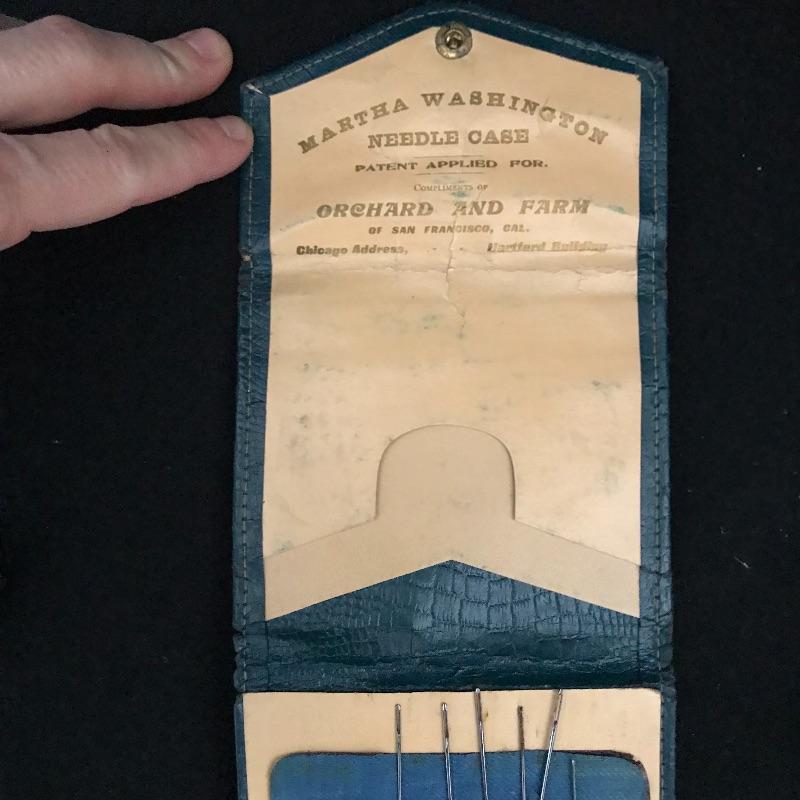 MARTHA WASHINGTON
NEEDLE CASE
PATENT APPLIED FOR.
COMPLIMENTS OF
ORCHARD AND FARM
OF SAN FRANCISCO, CAL.
Chicago Address, - - Hartford Building